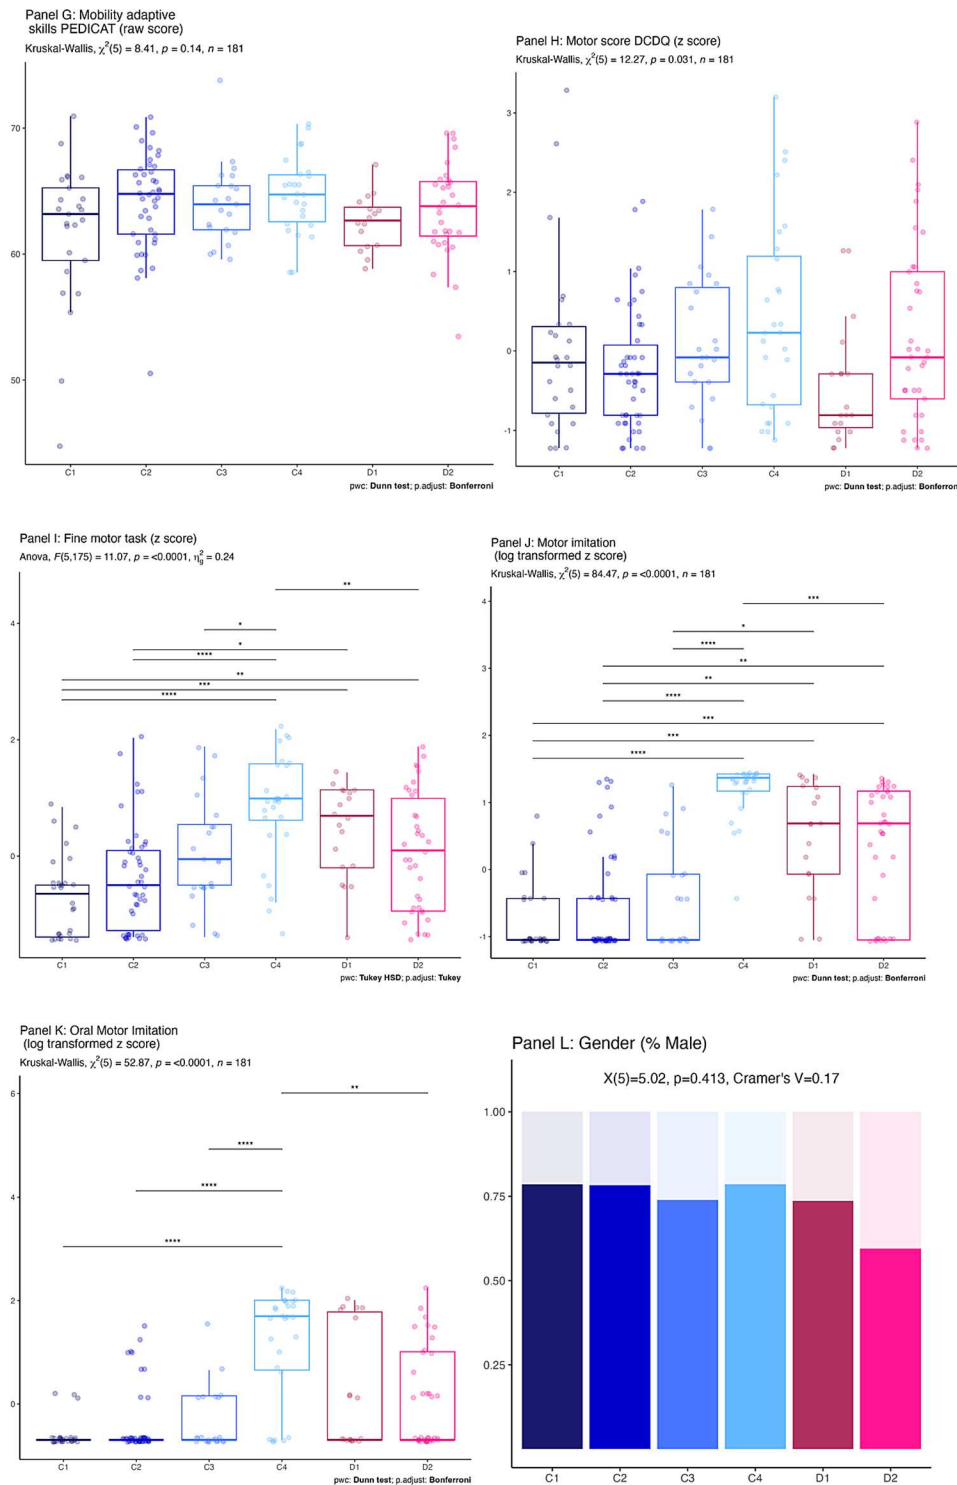 Panel G: Mobility adaptive
skills PEDICAT (raw score)
Kruskal-Wallis, χ²(5) = 8.41, p = 0.14, n = 181
70
60
50
C1 C2 C3 C4 D1 D2
pwc: Dunn test; p.adjust: Bonferroni
Panel H: Motor score DCDQ (z score)
Kruskal-Wallis, χ²(5) = 12.27, p = 0.031, n = 181
3
2
1
0
-1
C1 C2 C3 C4 D1 D2
pwc: Dunn test; p.adjust: Bonferron
Panel I: Fine motor task (z score)
Anova, F(5,175) = 11.07, p = <0.0001, η²g = 0.24
**
*
*
****
**
***
****
4
2
0
C1 C2 C3 C4 D1 D2
pwc: Tukey HSD; p.adjust: Tukey
Panel J: Motor imitation
(log transformed z score)
Kruskal-Wallis, χ²(5) = 84.47, p = <0.0001, n = 181
***
*
****
**
**
****
***
***
****
4
3
2
1
0
-1
C1 C2 C3 C4 D1 D2
pwc: Dunn test; p.adjust: Bonferroni
Panel K: Oral Motor Imitation
(log transformed z score)
Kruskal-Wallis, χ²(5) = 52.87, p = <0.0001, n = 181
**
****
****
****
6
4
2
0
C1 C2 C3 C4 D1 D2
pwc: Dunn test; p.adjust: Bonferroni
Panel L: Gender (% Male)
X(5)=5.02, p=0.413, Cramer's V=0.17
1.00
0.75
0.50
0.25
C1 C2 C3 C4 D1 D2